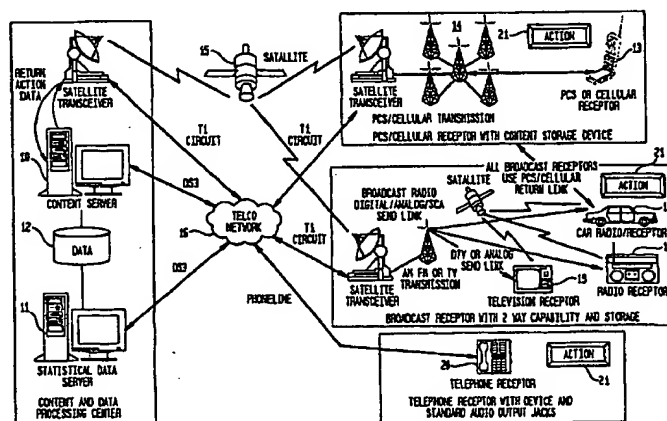 RETURN
ACTION
DATA
SATELLITE
TRANSCEIVER
10
CONTENT SERVER
12
DATA
11
STATISTICAL DATA
SERVER
CONTENT AND DATA
PROCESSING CENTER
15
SATALLITE
T1
CIRCUIT
T1
CIRCUIT
DS3
DS3
TELCO
NETWORK
16
T1
CIRCUIT
PHONELINE
SATELLITE
TRANSCEIVER
14
21
ACTION
13
PCS OR CELLULAR
RECEPTOR
PCS/CELLULAR TRANSMISSION
PCS/CELLULAR RECEPTOR WITH CONTENT STORAGE DEVICE
ALL BROADCAST RECEPTORS
USE PCS/CELLULAR
RETURN LINK
21
ACTION
BROADCAST RADIO
DIGITAL/ANALOG/SCA
SEND LINK
SATALLITE
CAR RADIO/RECEPTOR
DTV OR ANALOG
SEND LINK
AM FM OR TV
TRANSMISSION
SATELLITE
TRANSCEIVER
19
TELEVISION RECEPTOR
RADIO RECEPTOR
BROADCAST RECEPTOR WITH 2 WAY CAPABILITY AND STORAGE
20
TELEPHONE RECEPTOR
ACTION
21
TELEPHONE RECEPTOR WITH DEVICE AND
STANDARD AUDIO OUTPUT JACKS